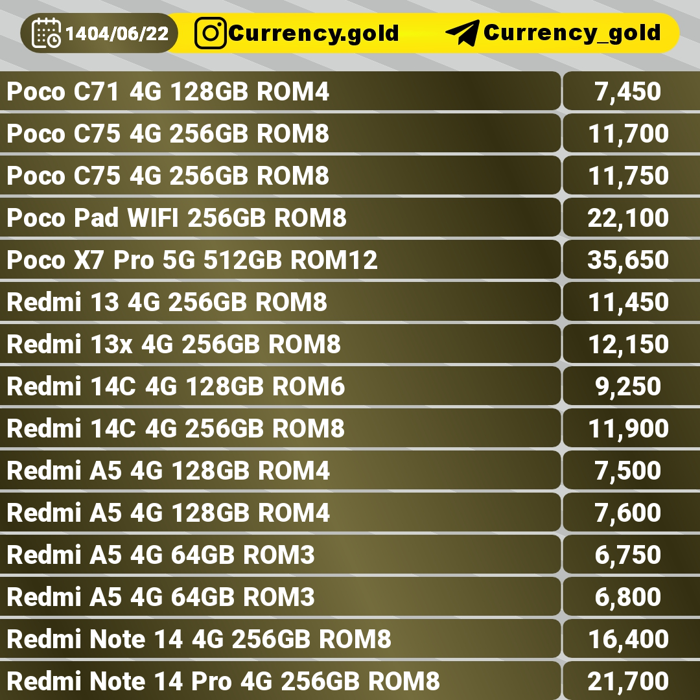 1404/06/22 Currency.gold Currency_gold
Poco C71 4G 128GB ROM4 7,450
Poco C75 4G 256GB ROM8 11,700
Poco C75 4G 256GB ROM8 11,750
Poco Pad WIFI 256GB ROM8 22,100
Poco X7 Pro 5G 512GB ROM12 35,650
Redmi 13 4G 256GB ROM8 11,450
Redmi 13x 4G 256GB ROM8 12,150
Redmi 14C 4G 128GB ROM6 9,250
Redmi 14C 4G 256GB ROM8 11,900
Redmi A5 4G 128GB ROM4 7,500
Redmi A5 4G 128GB ROM4 7,600
Redmi A5 4G 64GB ROM3 6,750
Redmi A5 4G 64GB ROM3 6,800
Redmi Note 14 4G 256GB ROM8 16,400
Redmi Note 14 Pro 4G 256GB ROM8 21,700